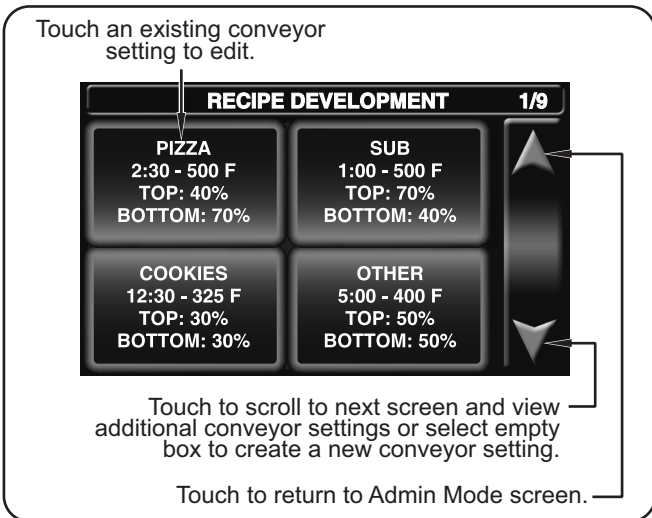 Touch an existing conveyor
setting to edit.
RECIPE DEVELOPMENT 1/9
PIZZA
2:30 - 500 F
TOP: 40%
BOTTOM: 70%
SUB
1:00 - 500 F
TOP: 70%
BOTTOM: 40%
COOKIES
12:30 - 325 F
TOP: 30%
BOTTOM: 30%
OTHER
5:00 - 400 F
TOP: 50%
BOTTOM: 50%
Touch to scroll to next screen and view
additional conveyor settings or select empty
box to create a new conveyor setting.
Touch to return to Admin Mode screen.